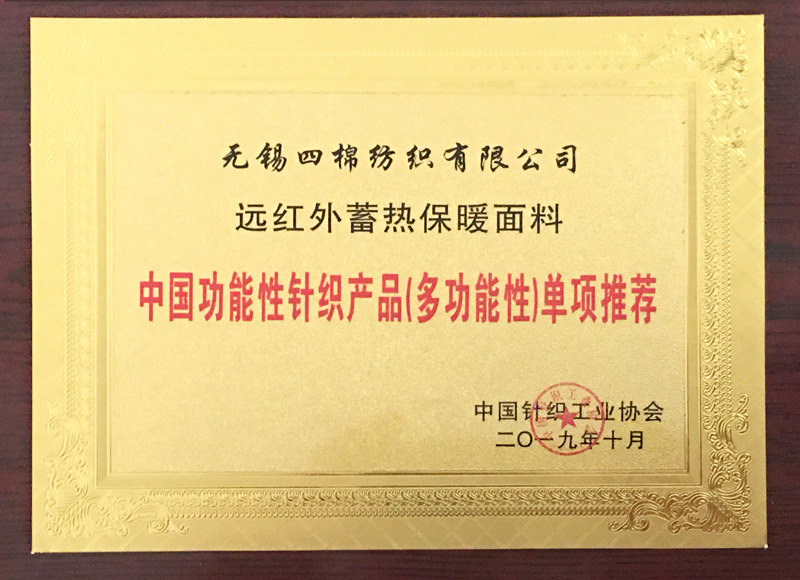 无锡四棉纺织有限公司
远红外蓄热保暖面料
中国功能性针织产品(多功能性)单项推荐
中国针织工业协会
二〇一九年十月